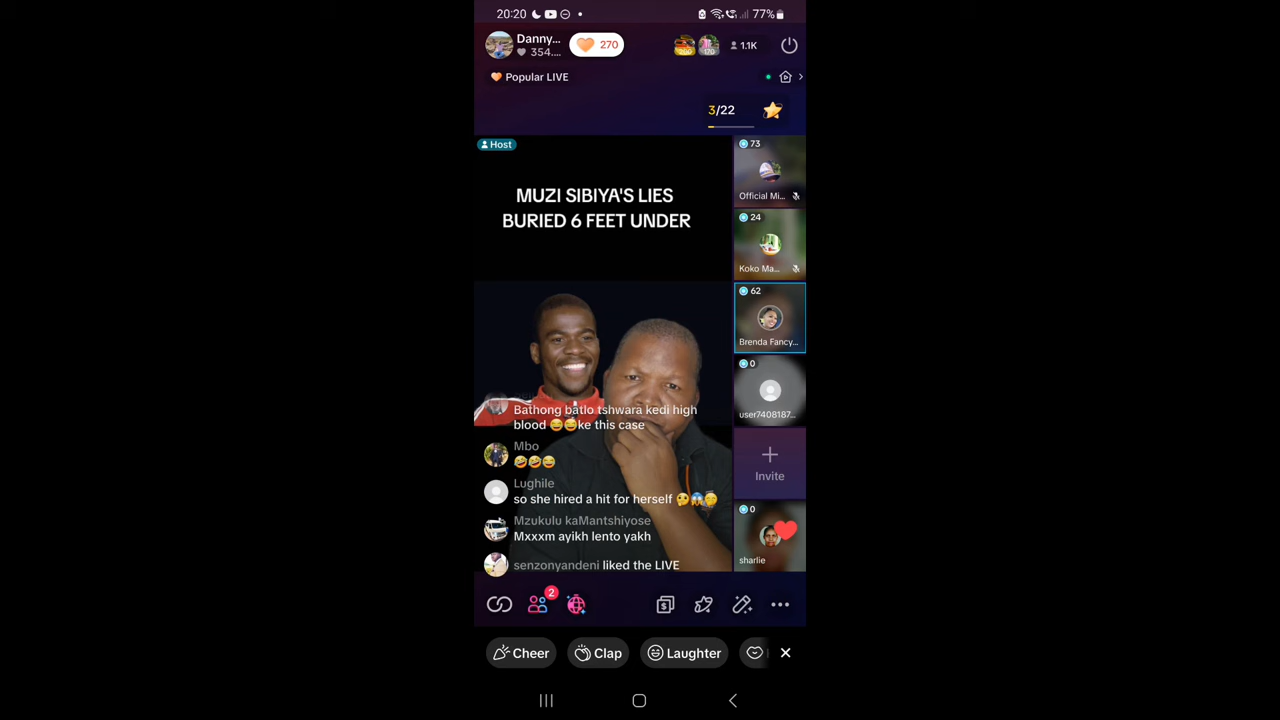 20:20
77%
Danny...
354....
270
200
170
1.1K
Popular LIVE
3/22
Host
MUZI SIBIYA'S LIES
BURIED 6 FEET UNDER
73
Official Mi...
24
Koko Ma...
62
Brenda Fancy...
0
user7408187...
Invite
0
sharlie
Bathong batlo tshwara kedi high
blood 😂😅ke this case
Mbo
🤣🤣😂
Lughile
so she hired a hit for herself 🤔😱🤭
Mzukulu kaMantshiyose
Mxxxm ayikh lento yakh
senzonyandeni liked the LIVE
2
Cheer
Clap
Laughter